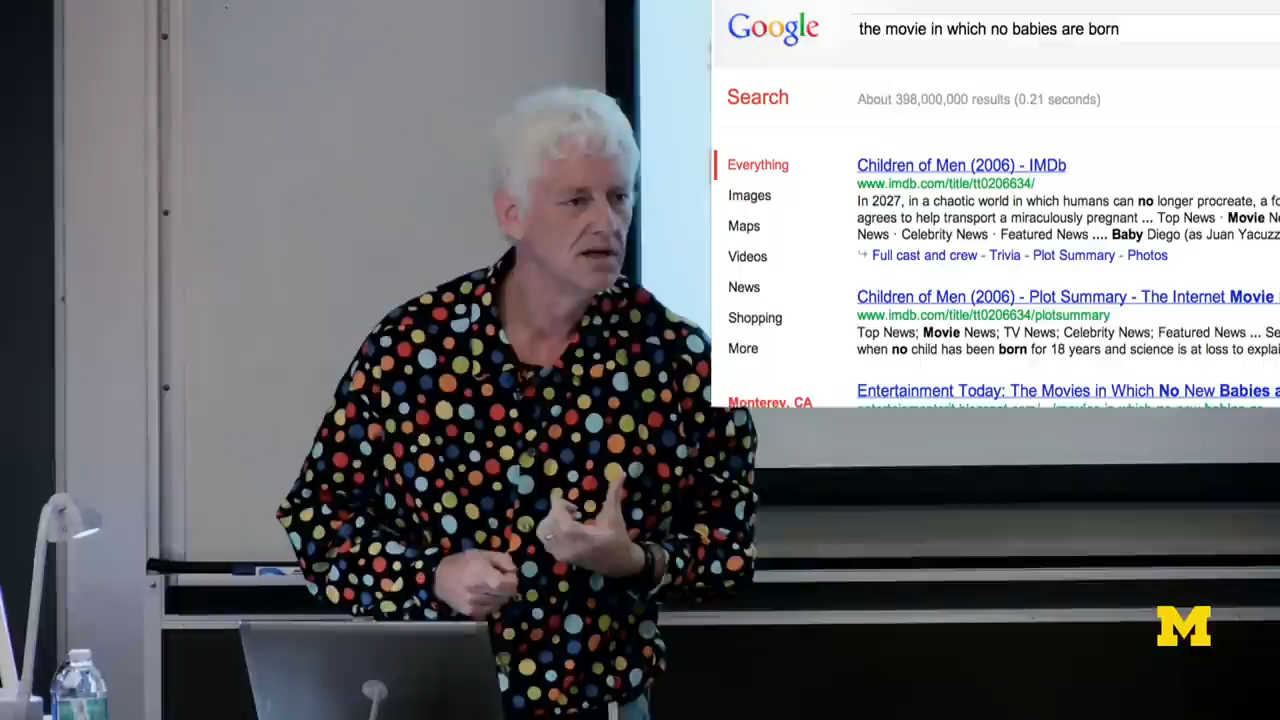 Google
the movie in which no babies are born
Search
About 398,000,000 results (0.21 seconds)
Everything
Images
Maps
Videos
News
Shopping
More
Monterey, CA
Children of Men (2006) - IMDb
www.imdb.com/title/tt0206634/
In 2027, in a chaotic world in which humans can no longer procreate, a
agrees to help transport a miraculously pregnant ... Top News · Movie
News · Celebrity News · Featured News .... Baby Diego (as Juan
Full cast and crew - Trivia - Plot Summary - Photos
Children of Men (2006) - Plot Summary - The Internet Movie
www.imdb.com/title/tt0206634/plotsummary
Top News; Movie News; TV News; Celebrity News; Featured News ...
when no child has been born for 18 years and science is at loss to
Entertainment Today: The Movies in Which No New Babies
M